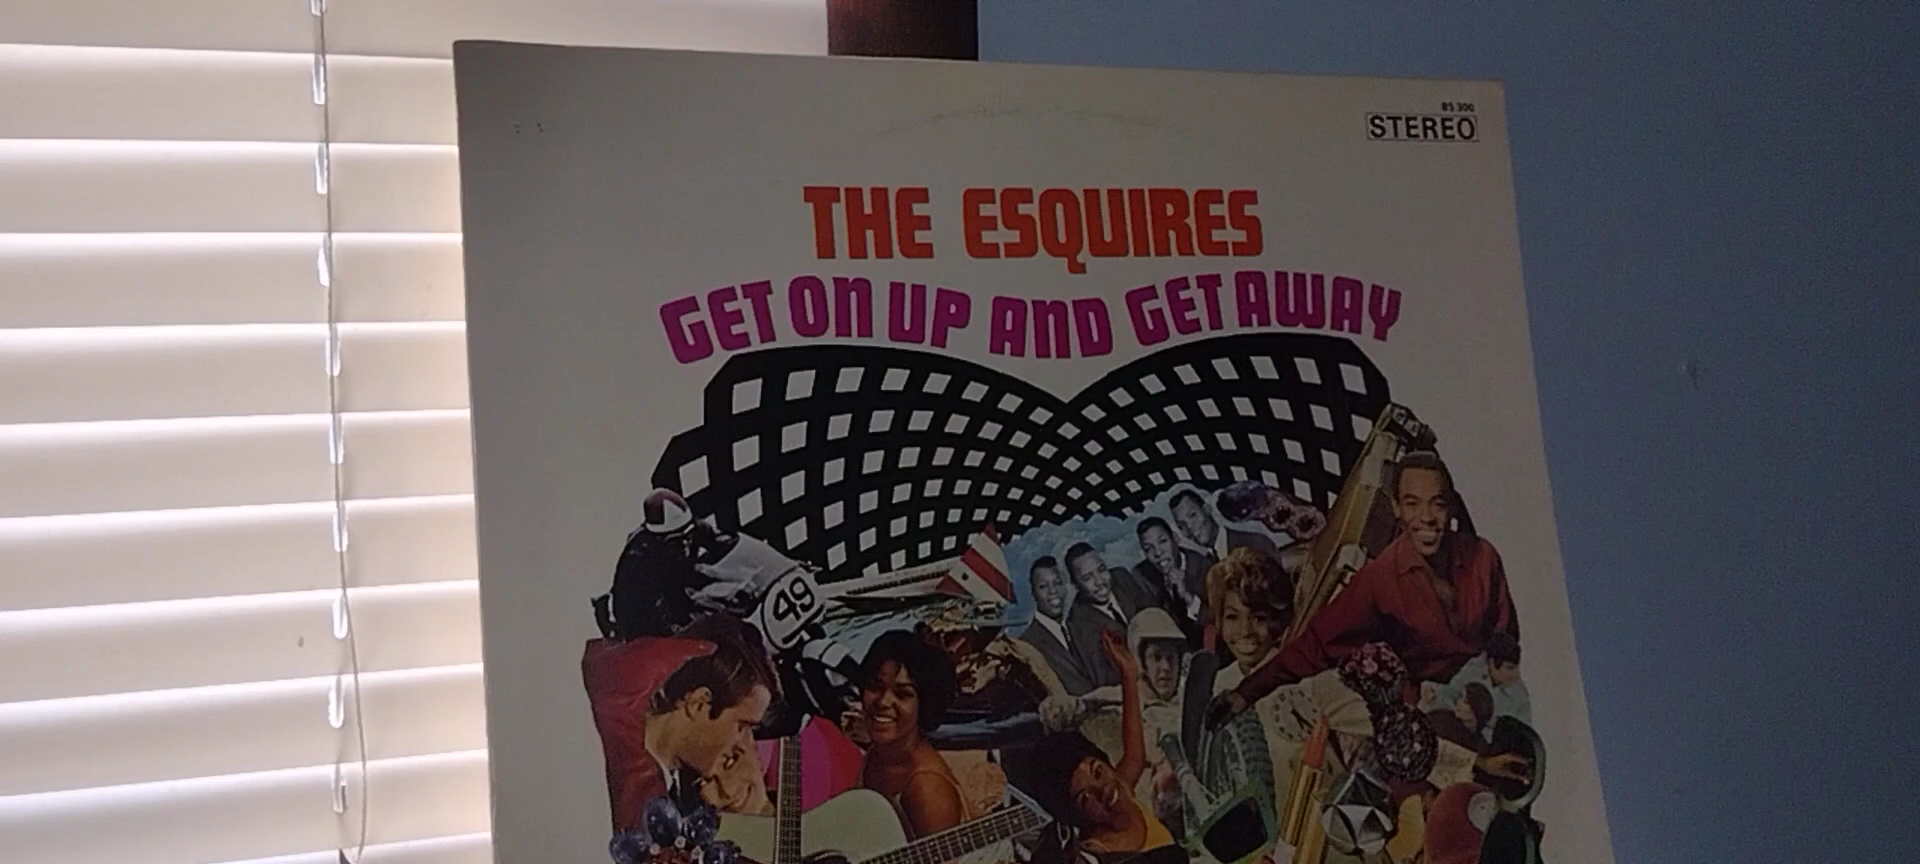 BS 300
STEREO
THE ESQUIRES
GET ON UP AND GET AWAY
49